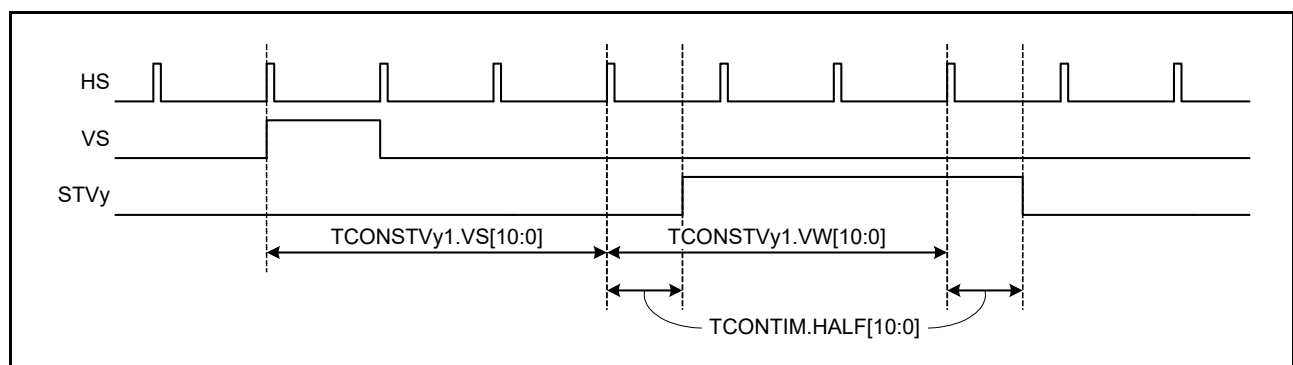 HS
VS
STVy
TCONSTVy1.VS[10:0] TCONSTVy1.VW[10:0]
TCONTIM.HALF[10:0]